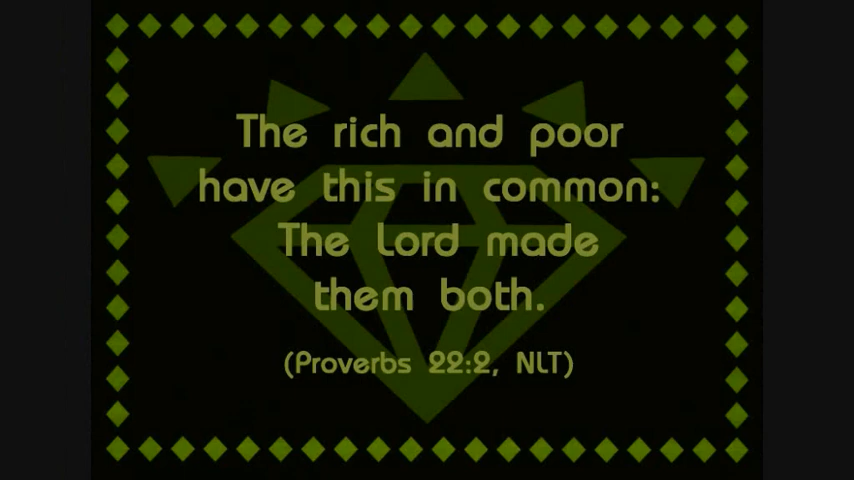 The rich and poor
have this in common:
The Lord made
them both.
(Proverbs 22:2, NLT)